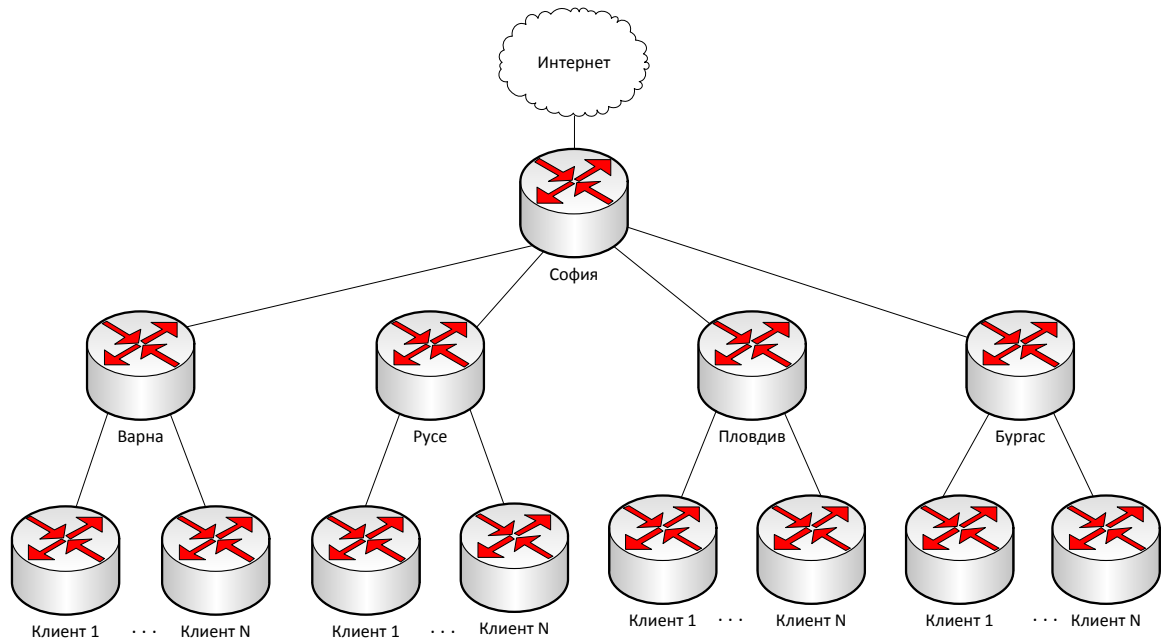 Интернет
София
Варна
Русе
Пловдив
Бургас
Клиент 1 · · · Клиент N
Клиент 1 · · · Клиент N
Клиент 1 · · · Клиент N
Клиент 1 · · · Клиент N